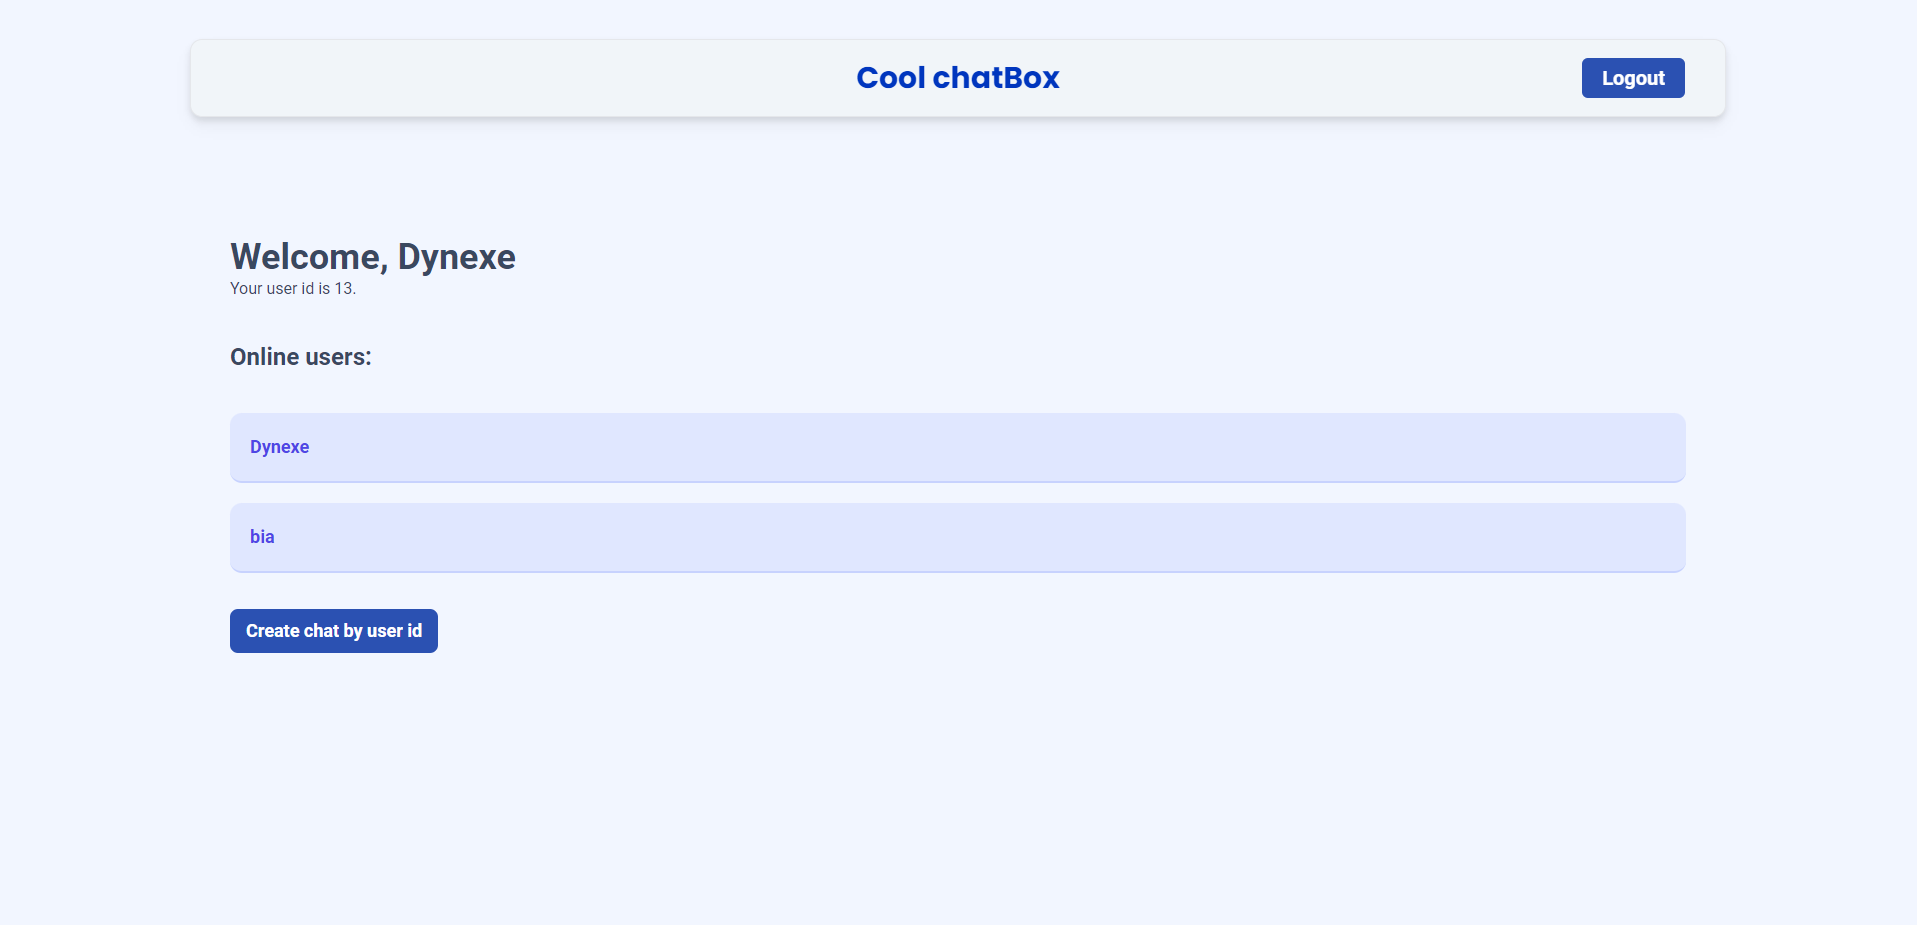 Cool chatBox
Logout
Welcome, Dynexe
Your user id is 13.
Online users:
Dynexe
bia
Create chat by user id